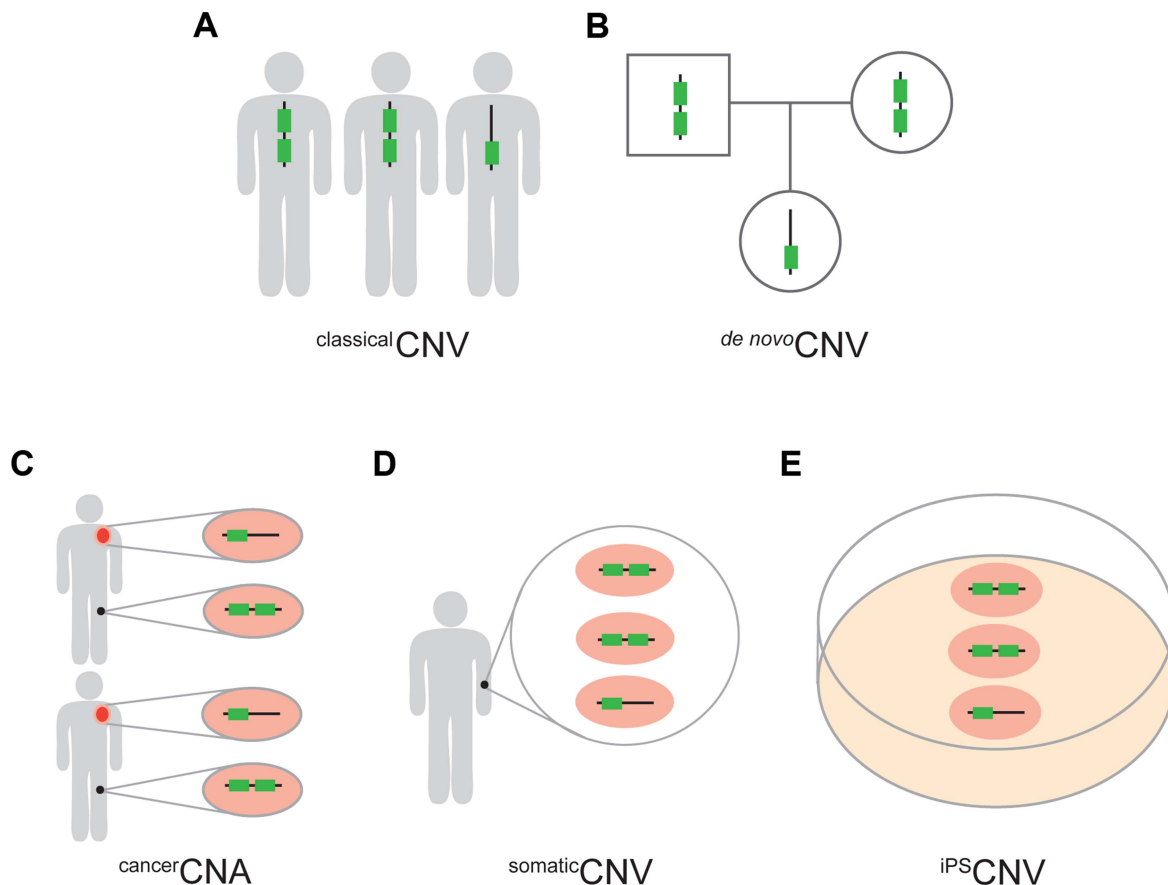 A
B
classicalCNV
de novoCNV
C
D
E
cancerCNA
somaticCNV
iPSCNV